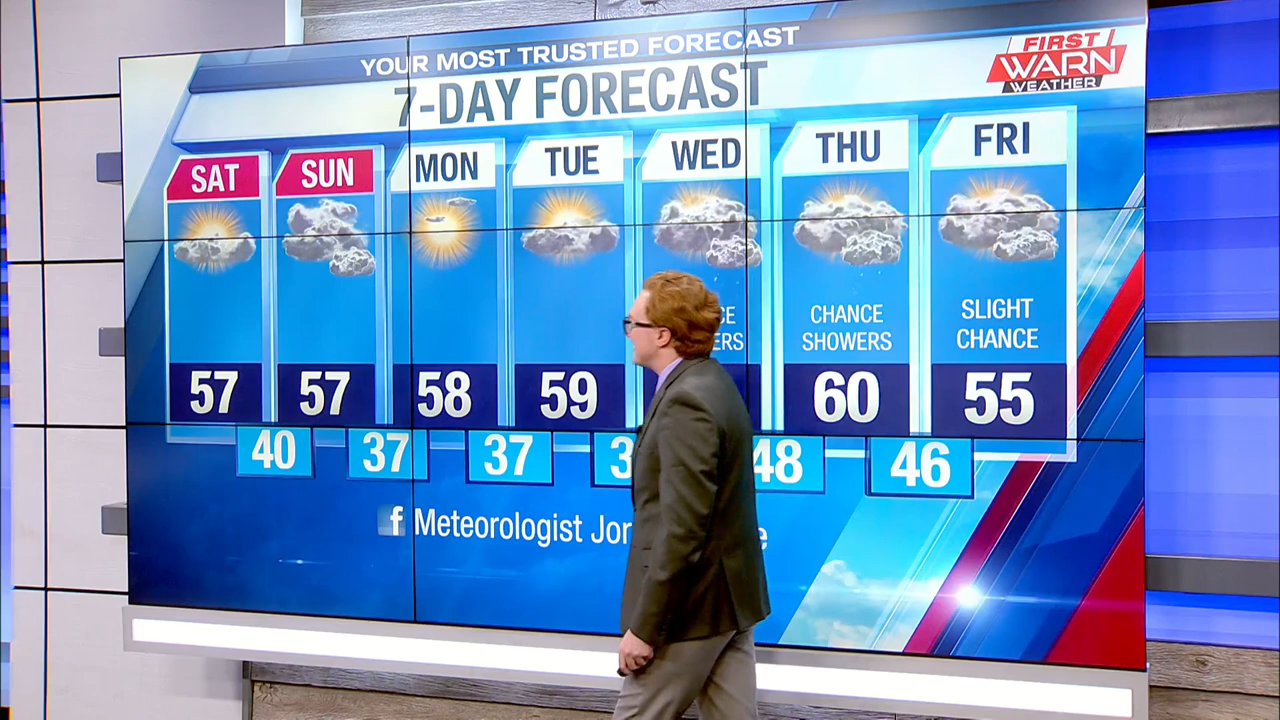 YOUR MOST TRUSTED FORECAST
FIRST
WARN
WEATHER
7-DAY FORECAST
SAT SUN MON TUE WED THU FRI
CHANCE
SHOWERS
SLIGHT
CHANCE
57 57 58 59 60 55
40 37 37 48 46
f Meteorologist